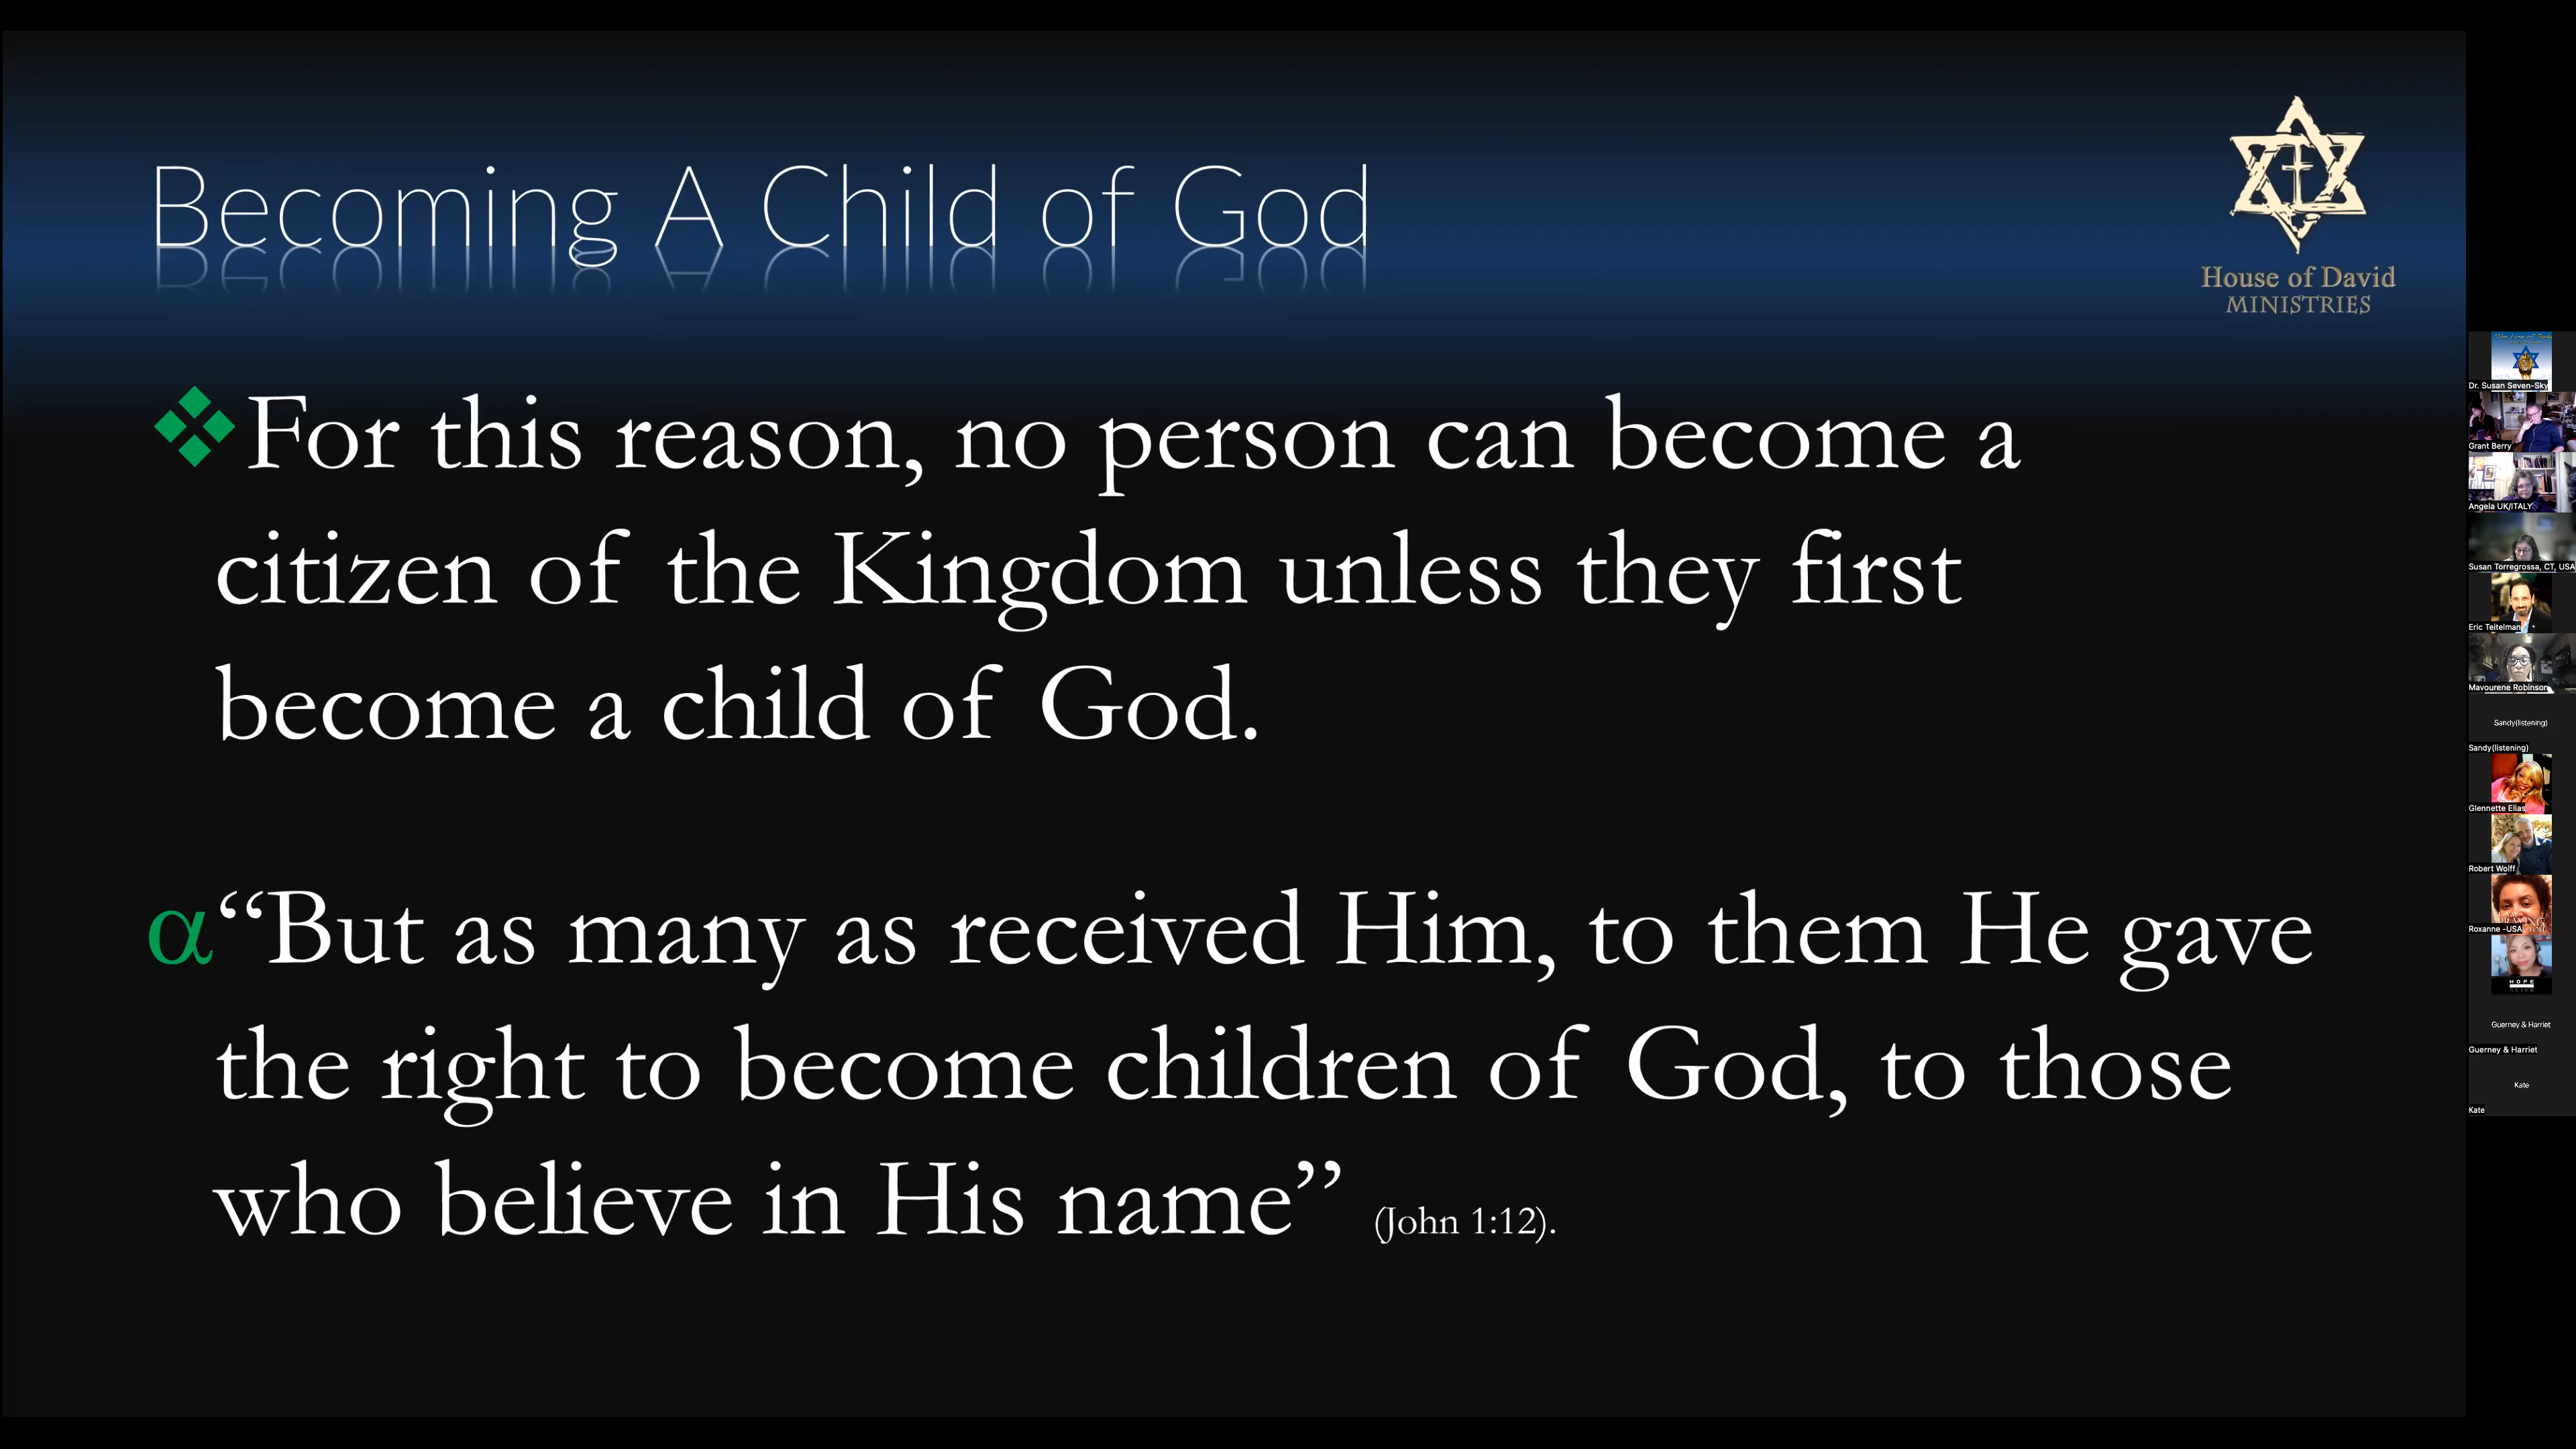 Becoming A Child of God
House of David
MINISTRIES
❖For this reason, no person can become a
citizen of the Kingdom unless they first
become a child of God.
α“But as many as received Him, to them He gave
the right to become children of God, to those
who believe in His name” (John 1:12).
Dr. Susan Seven-Sky
Grant Berry
Angela UK/ITALY
Susan Torregrossa, CT, USA
Eric Teitelman
Mavourene Robinson
Sandy(listening)
Sandy(listening)
Glennette Elias
Robert Wolff
Roxanne -USA
HOPE
Guerney & Harriet
Guerney & Harriet
Kate
Kate